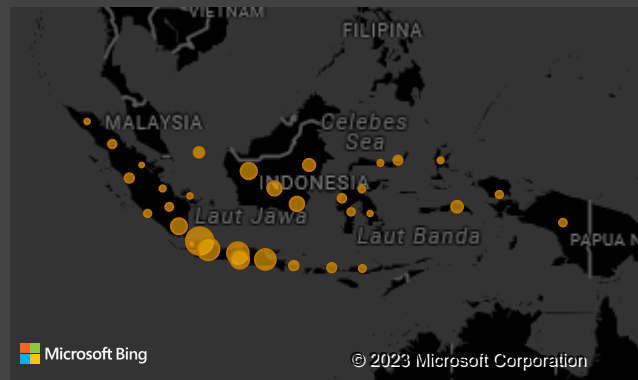 VIETNAM
FILIPINA
MALAYSIA
Celebes
Sea
INDONESIA
Laut Jawa
Laut Banda
PAPUA N
Microsoft Bing
© 2023 Microsoft Corporation